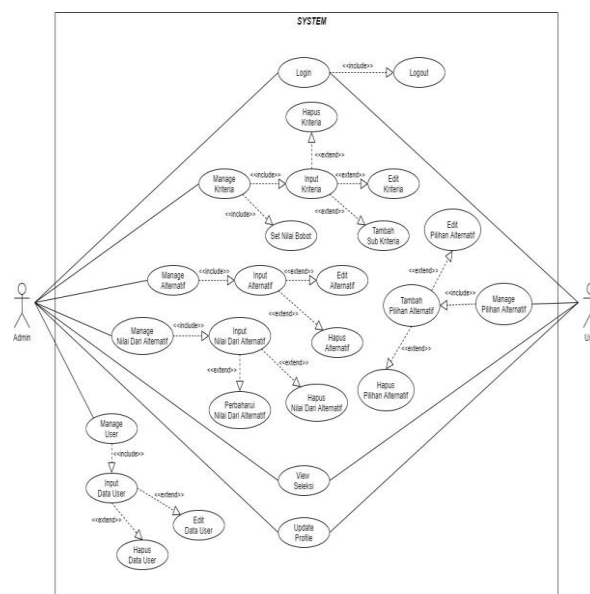 SYSTEM
Login
<<include>>
Logout
Hapus
Kriteria
<<extend>>
Manage
Kriteria
<<include>>
Input
Kriteria
<<extend>>
Edit
Kriteria
<<include>>
<<extend>>
Set Nilai Bobot
Tambah
Sub Kriteria
Edit
Pilihan Alternatif
<<extend>>
Manage
Alternatif
<<include>>
Input
Alternatif
<<extend>>
Edit
Alternatif
Tambah
Pilihan Alternatif
<<include>>
Manage
Pilihan Alternatif
Admin
<<extend>>
Manage
Nilai Dari Alternatif
<<include>>
Input
Nilai Dari Alternatif
Hapus
Alternatif
<<extend>>
<<extend>>
<<extend>>
Hapus
Pilihan Alternatif
Perbaharui
Nilai Dari Alternatif
Hapus
Nilai Dari Alternatif
Manage
User
<<include>>
View
Seleksi
Input
Data User
<<extend>>
<<extend>>
Edit
Data User
Update
Profile
Hapus
Data User